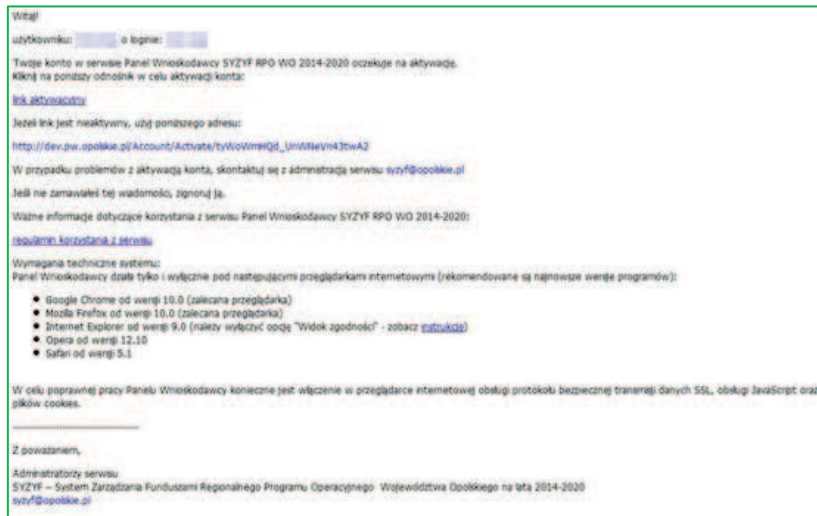 Witaj!
użytkowniku: o loginie:
Twoje konto w serwisie Panel Wnioskodawcy SYZYF RPO WO 2014-2020 oczekuje na aktywację.
Kliknij na poniższy odnośnik w celu aktywacji konta:
link aktywacyjny
Jeżeli link jest nieaktywny, użyj poniższego adresu:
http://dev.pw.opolskie.pl/Account/Activate/tyWoWmHQd_UnWNeVn43twA2
W przypadku problemów z aktywacją konta, skontaktuj się z administracją serwisu syzyf@opolskie.pl
Jeśli nie zamawiałeś tej wiadomości, zignoruj ją.
Ważne informacje dotyczące korzystania z serwisu Panel Wnioskodawcy SYZYF RPO WO 2014-2020:
regulamin korzystania z serwisu
Wymagania techniczne systemu:
Panel Wnioskodawcy działa tylko i wyłącznie pod następującymi przeglądarkami internetowymi (rekomendowane są najnowsze wersje programów):
● Google Chrome od wersji 10.0 (zalecana przeglądarka)
● Mozilla Firefox od wersji 10.0 (zalecana przeglądarka)
● Internet Explorer od wersji 9.0 (należy wyłączyć opcję "Widok zgodności" - zobacz instrukcję)
● Opera od wersji 12.10
● Safari od wersji 5.1
W celu poprawnej pracy Panelu Wnioskodawcy konieczne jest włączenie w przeglądarce internetowej obsługi protokołu bezpiecznej transmisji danych SSL, obsługi JavaScript oraz
plików cookies.
Z poważaniem,
Administratorzy serwisu
SYZYF – System Zarządzania Funduszami Regionalnego Programu Operacyjnego Województwa Opolskiego na lata 2014-2020
syzyf@opolskie.pl